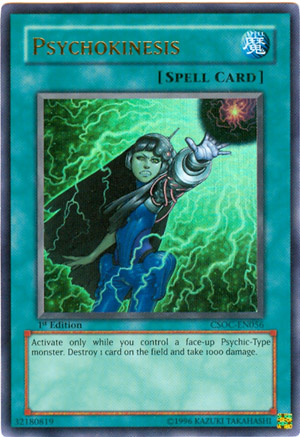 PSYCHOKINESIS
魔
[SPELL CARD]
1st Edition
CSOC-EN056
Activate only while you control a face-up Psychic-Type
monster. Destroy 1 card on the field and take 1000 damage.
32180819
©1996 KAZUKI TAKAHASHI